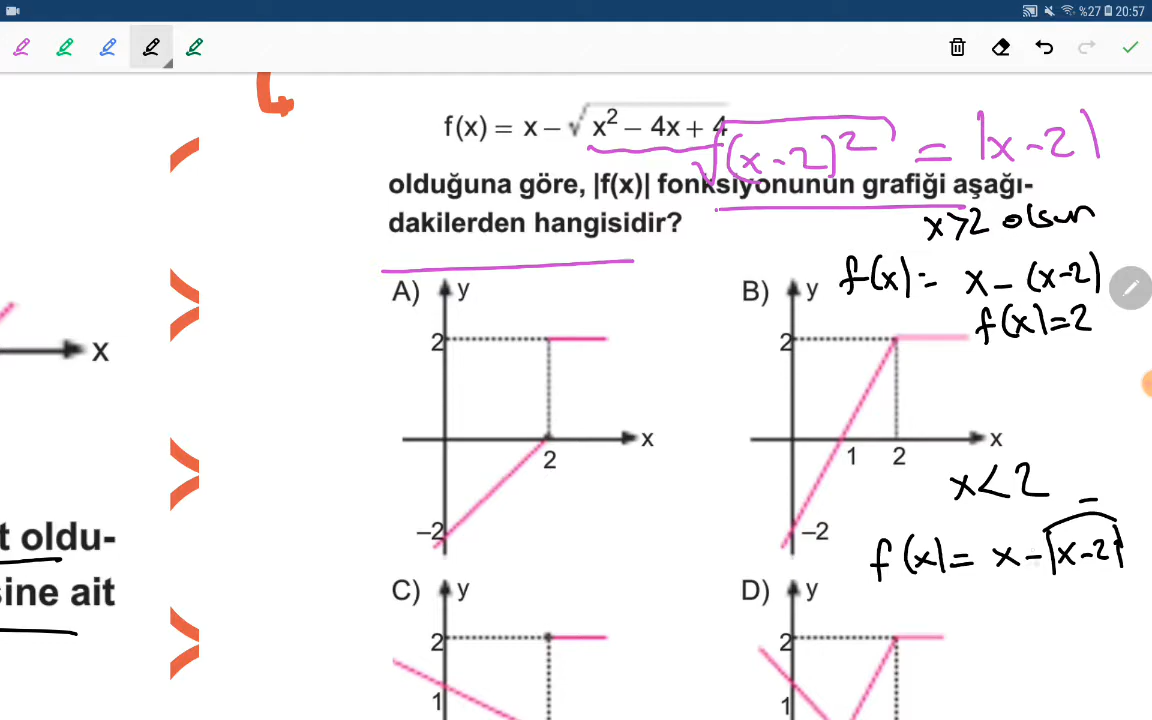 %27 20:57
f(x) = x − √x² − 4x + 4
√(x-2)² = |x-2|
olduğuna göre, |f(x)| fonksiyonunun grafiği aşağı-
dakilerden hangisidir?
x>2 olsun
f(x) = x - (x-2)
f(x)=2
A) y
2
x
2
-2
B) y
2
x
1 2
-2
x
x<2
f(x) = x - |x-2|
-
t oldu-
sine ait
C) y
2
1
D) y
2
1